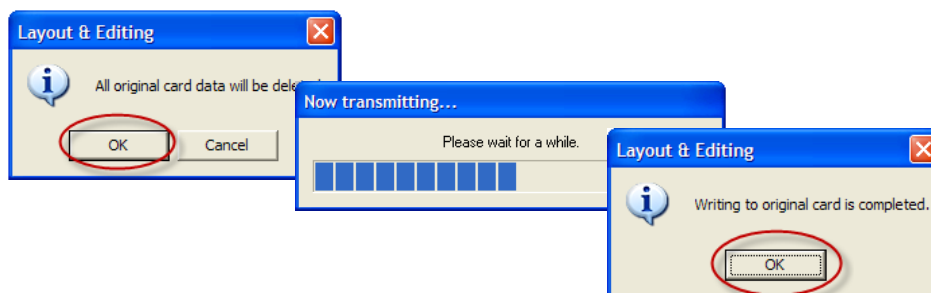 Layout & Editing
All original card data will be
OK
Cancel
Now transmitting...
Please wait for a while.
Layout & Editing
Writing to original card is completed.
OK